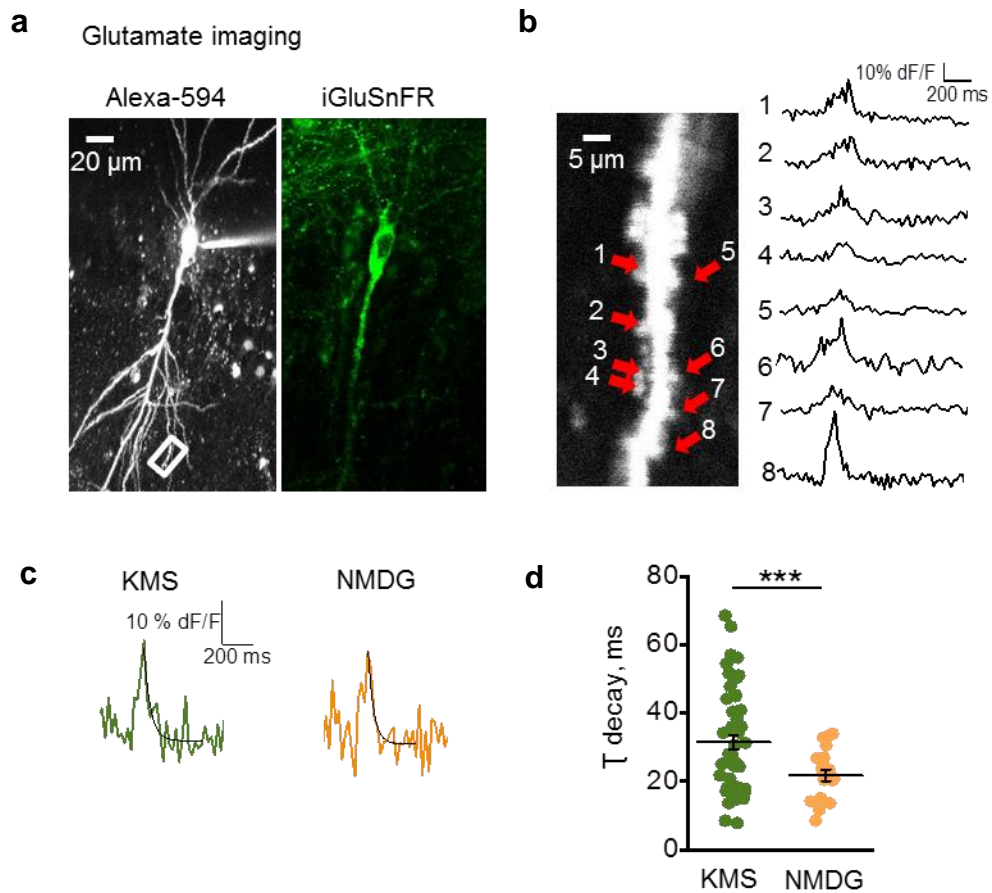 a
Glutamate imaging
Alexa-594
iGluSnFR
20 µm
b
5 µm
1
2
3
4
5
6
7
8
10% dF/F
200 ms
1
2
3
4
5
6
7
8
c
KMS
NMDG
10 % dF/F
200 ms
d
***
80
60
40
20
0
τ decay, ms
KMS
NMDG